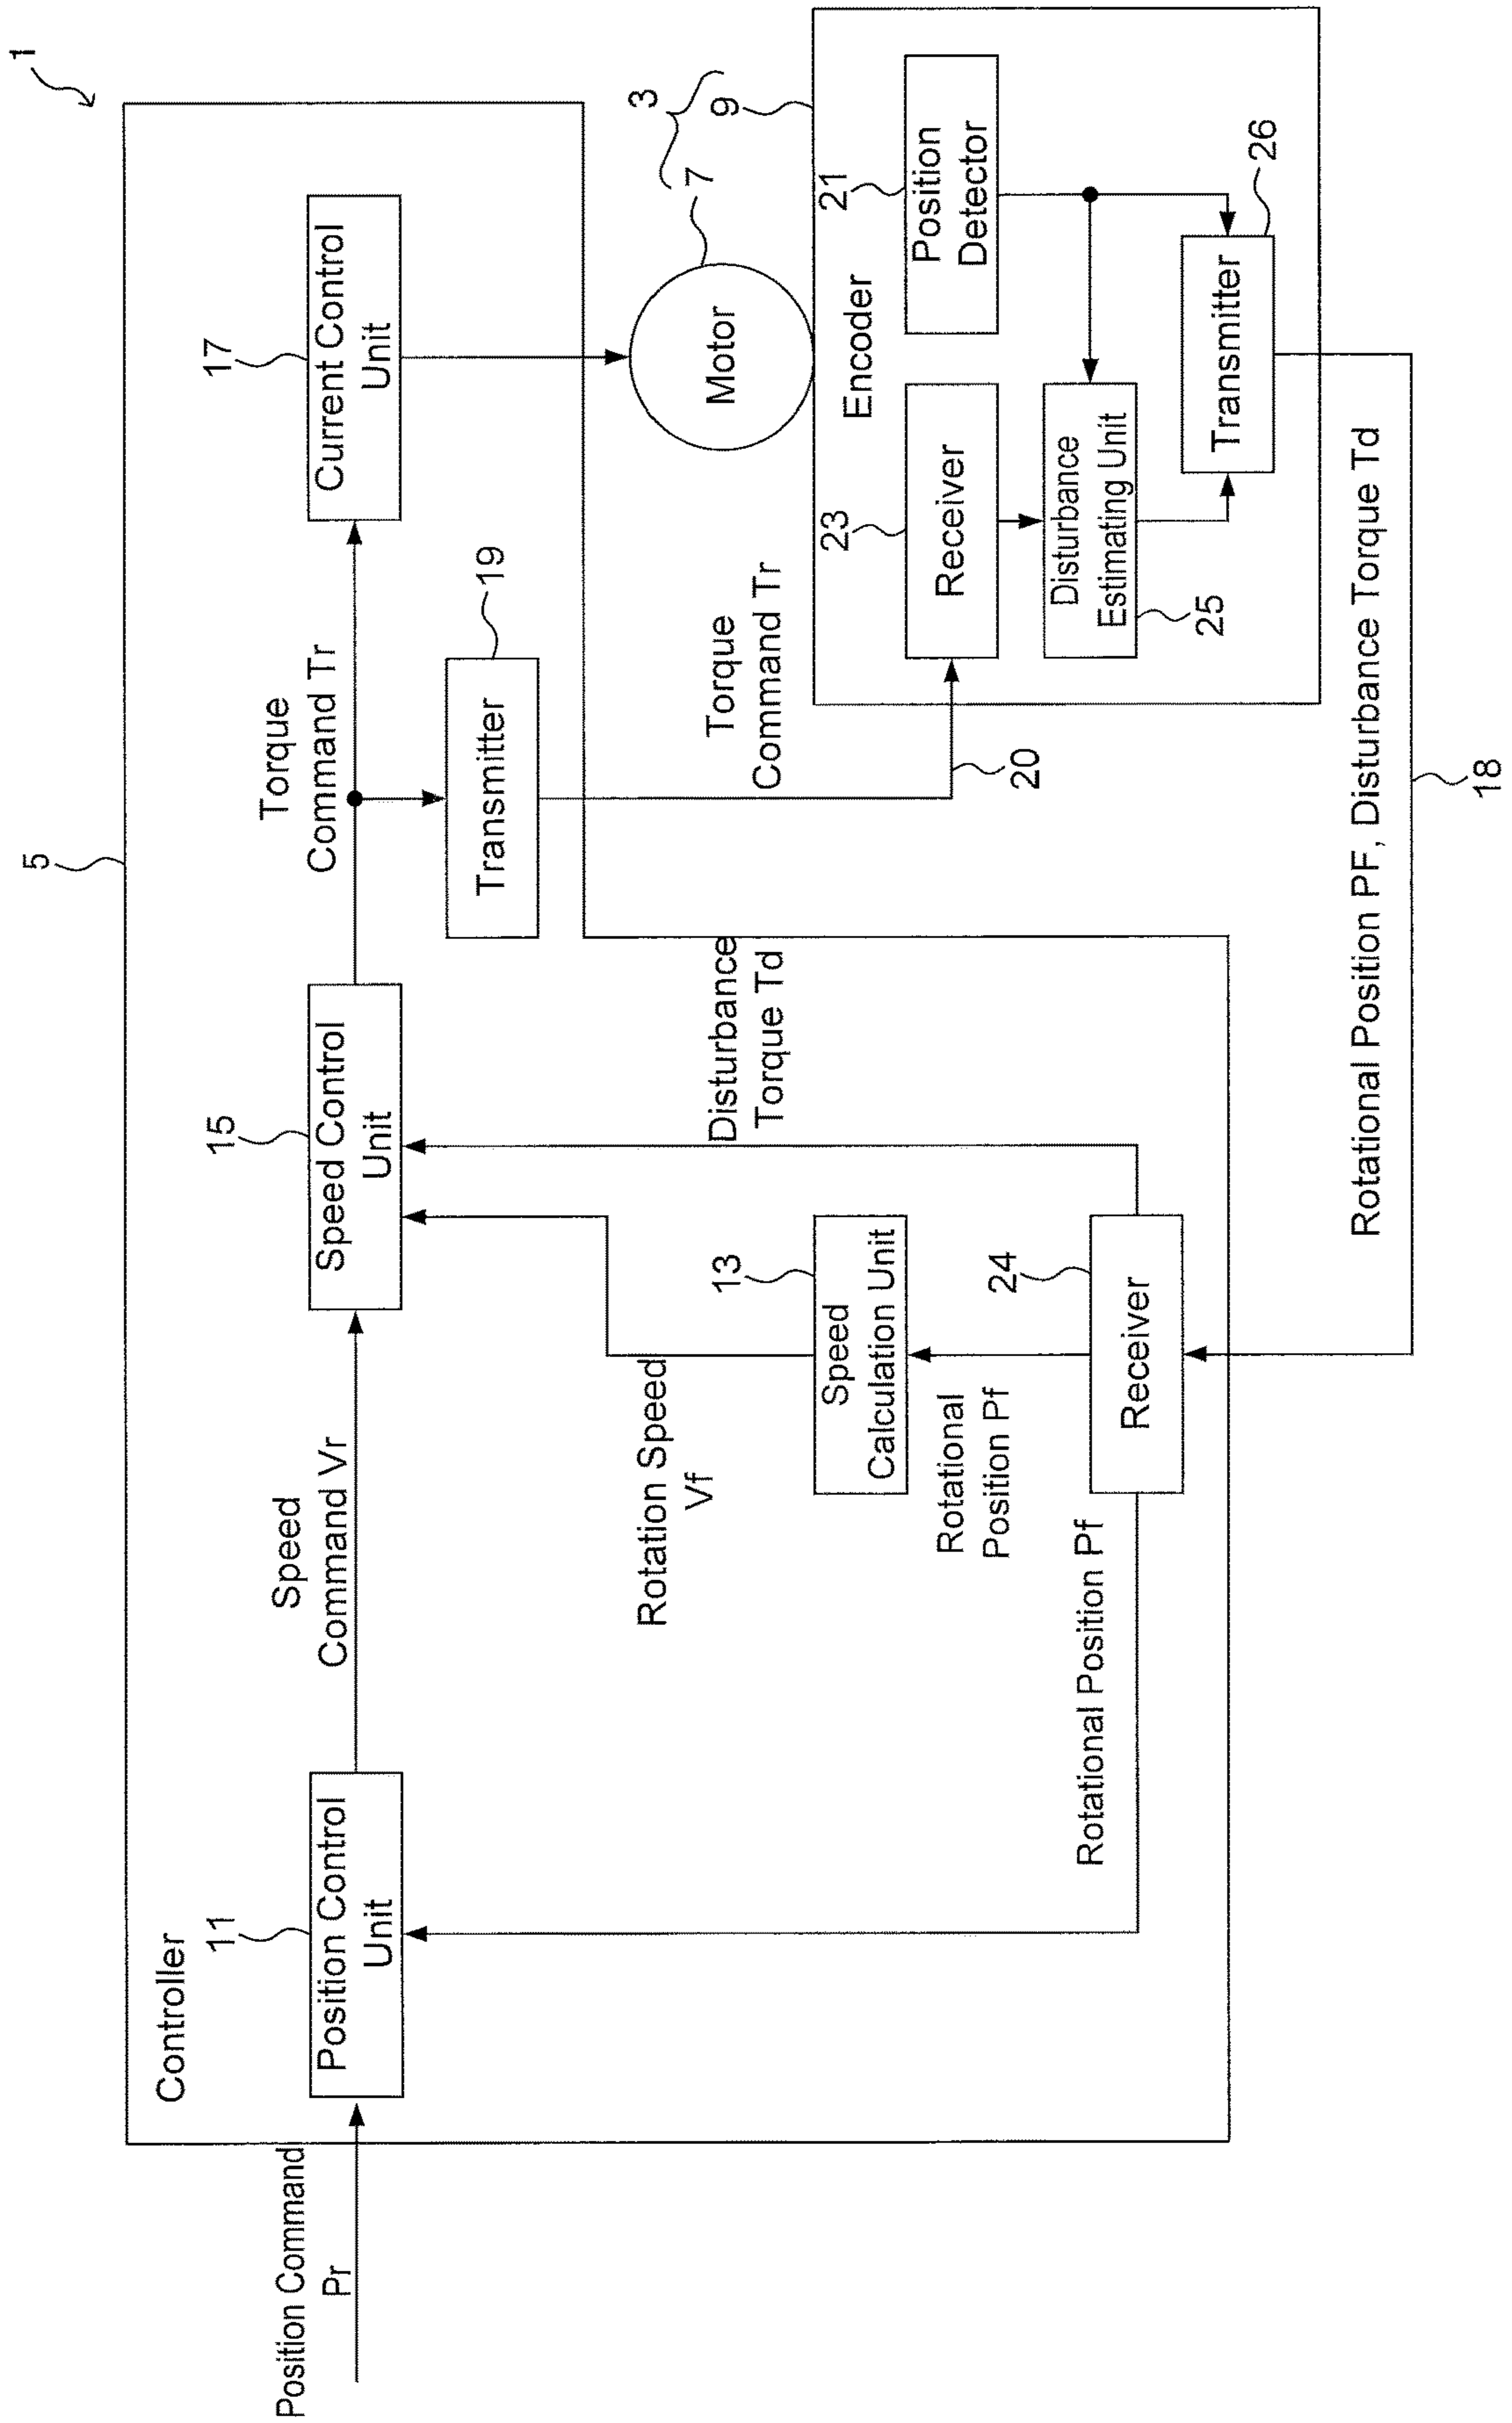 1
5
Controller
Position Command
Pr
11
Position Control
Unit
Speed
Command Vr
15
Speed Control
Unit
Torque
Command Tr
17
Current Control
Unit
19
Transmitter
Rotation Speed
Vf
Disturbance
Torque Td
13
Speed
Calculation Unit
Rotational
Position Pf
24
Receiver
Rotational Position Pf
3
7
Motor
9
Torque
Command Tr
20
Encoder
23
Receiver
21
Position
Detector
Disturbance
Estimating Unit
25
Transmitter
26
Rotational Position PF, Disturbance Torque Td
18